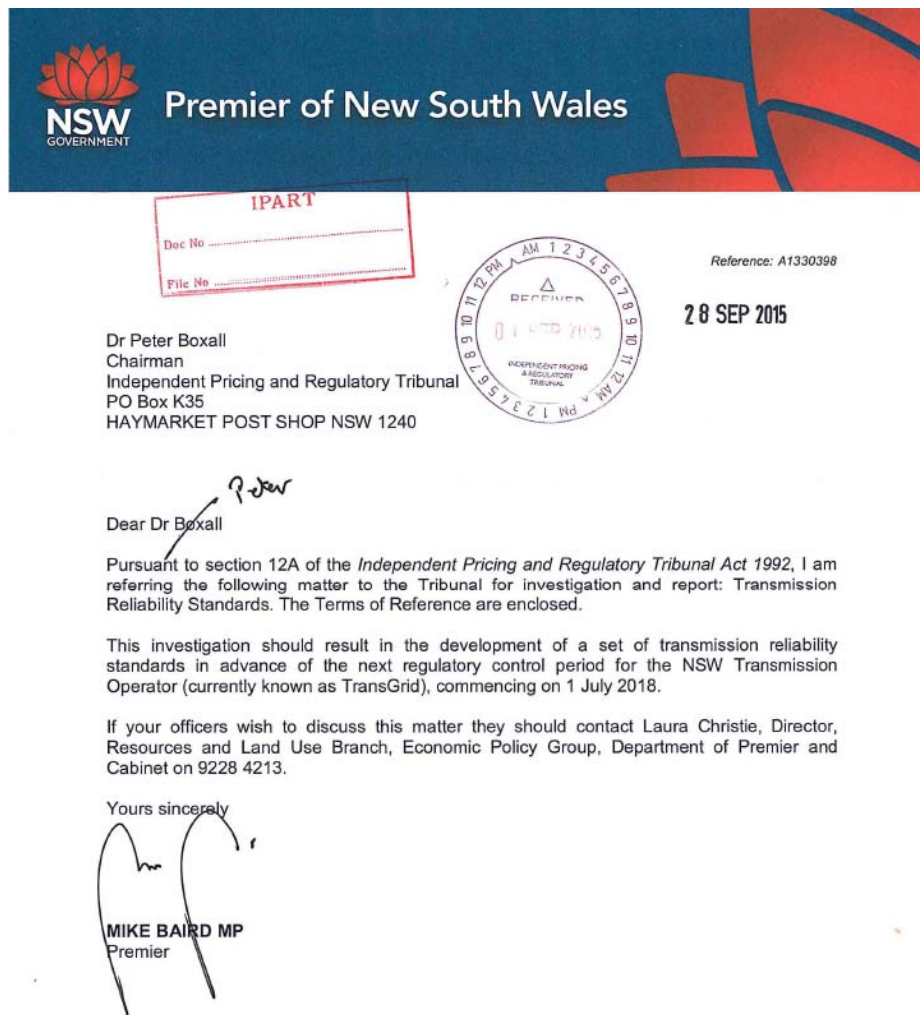 NSW
GOVERNMENT
Premier of New South Wales
IPART
Doc No
File No
AM 1 2 3 4 5 6 7 8 9 10 11 12 AM PM 1 2 3 4 5 6 7 8 9 10 11 12 PM
RECEIVED
SEP
INDEPENDENT PRICING
& REGULATORY
TRIBUNAL
Reference: A1330398
28 SEP 2015
Dr Peter Boxall
Chairman
Independent Pricing and Regulatory Tribunal
PO Box K35
HAYMARKET POST SHOP NSW 1240
Peter
Dear Dr Boxall
Pursuant to section 12A of the Independent Pricing and Regulatory Tribunal Act 1992, I am
referring the following matter to the Tribunal for investigation and report: Transmission
Reliability Standards. The Terms of Reference are enclosed.
This investigation should result in the development of a set of transmission reliability
standards in advance of the next regulatory control period for the NSW Transmission
Operator (currently known as TransGrid), commencing on 1 July 2018.
If your officers wish to discuss this matter they should contact Laura Christie, Director,
Resources and Land Use Branch, Economic Policy Group, Department of Premier and
Cabinet on 9228 4213.
Yours sincerely
MIKE BAIRD MP
Premier